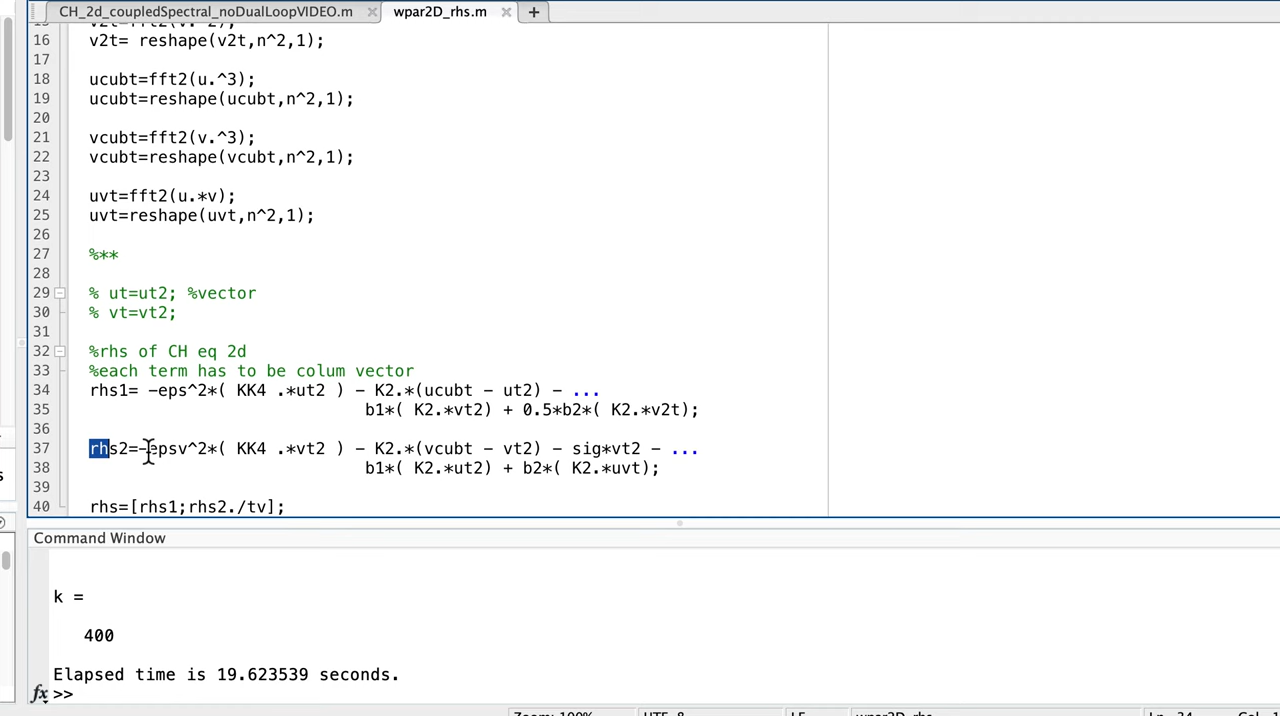 CH_2d_coupledSpectral_noDualLoopVIDEO.m × wpar2D_rhs.m × +
16 v2t= reshape(v2t,n^2,1);
17
18 ucubt=fft2(u.^3);
19 ucubt=reshape(ucubt,n^2,1);
20
21 vcubt=fft2(v.^3);
22 vcubt=reshape(vcubt,n^2,1);
23
24 uvt=fft2(u.*v);
25 uvt=reshape(uvt,n^2,1);
26
27 %**
28
29 % ut=ut2; %vector
30 % vt=vt2;
31
32 %rhs of CH eq 2d
33 %each term has to be colum vector
34 rhs1= -eps^2*( KK4 .*ut2 ) - K2.*(ucubt - ut2) - ...
35 b1*( K2.*vt2) + 0.5*b2*( K2.*v2t);
36
37 rhs2=-epsv^2*( KK4 .*vt2 ) - K2.*(vcubt - vt2) - sig*vt2 - ...
38 b1*( K2.*ut2) + b2*( K2.*uvt);
39
40 rhs=[rhs1;rhs2./tv];
Command Window
k =
400
Elapsed time is 19.623539 seconds.
fx >>